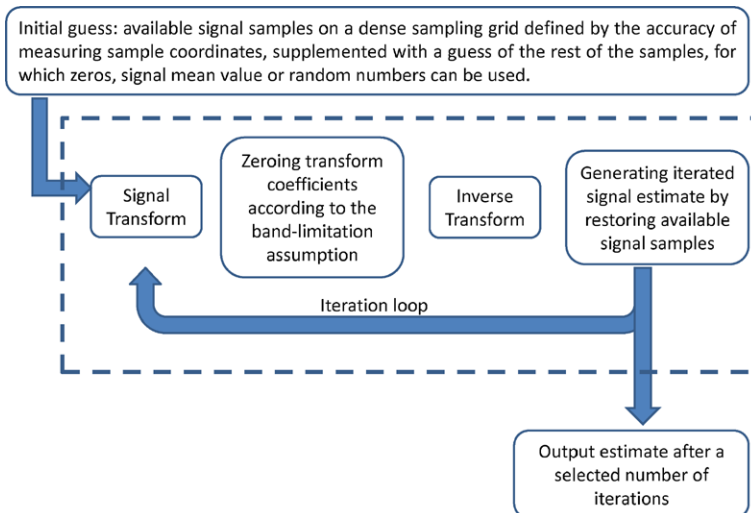 Initial guess: available signal samples on a dense sampling grid defined by the accuracy of
measuring sample coordinates, supplemented with a guess of the rest of the samples, for
which zeros, signal mean value or random numbers can be used.
Signal
Transform
Zeroing transform
coefficients
according to the
band-limitation
assumption
Inverse
Transform
Generating iterated
signal estimate by
restoring available
signal samples
Iteration loop
Output estimate after a
selected number of
iterations